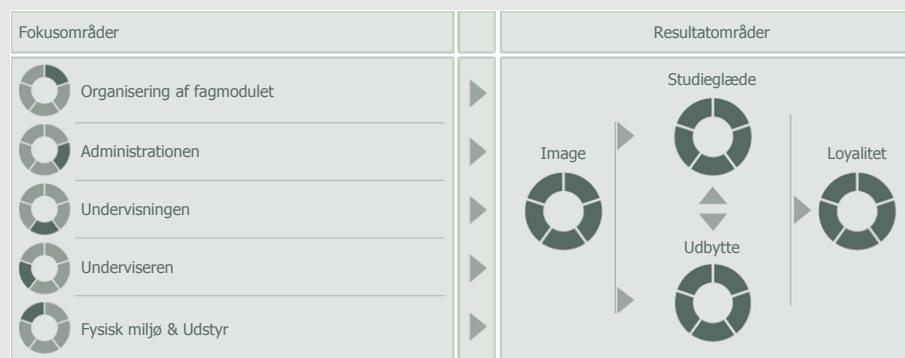 Fokusområder
Resultatområder
Organisering af fagmodulet
Administrationen
Undervisningen
Underviseren
Fysisk miljø & Udstyr
Image
Studieglæde
Udbytte
Loyalitet